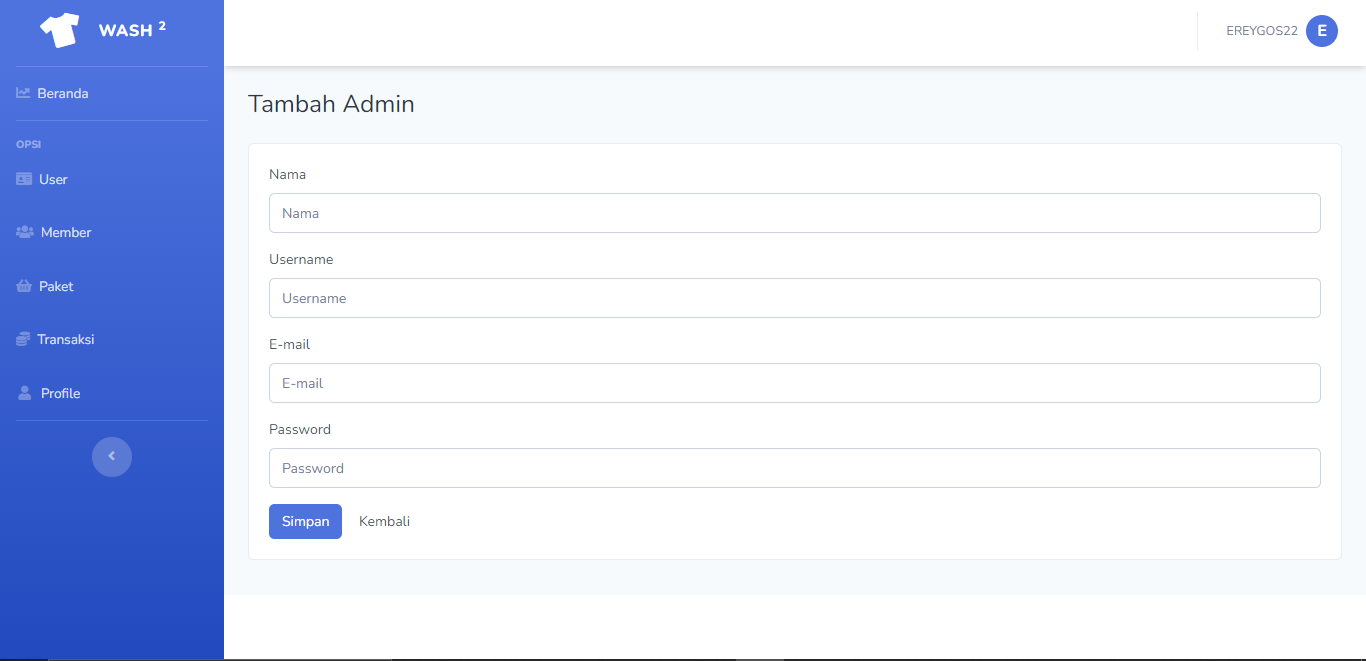 WASH 2
EREYGOS22
E
Beranda
OPSI
User
Member
Paket
Transaksi
Profile
Tambah Admin
Nama
Nama
Username
Username
E-mail
E-mail
Password
Password
Simpan
Kembali